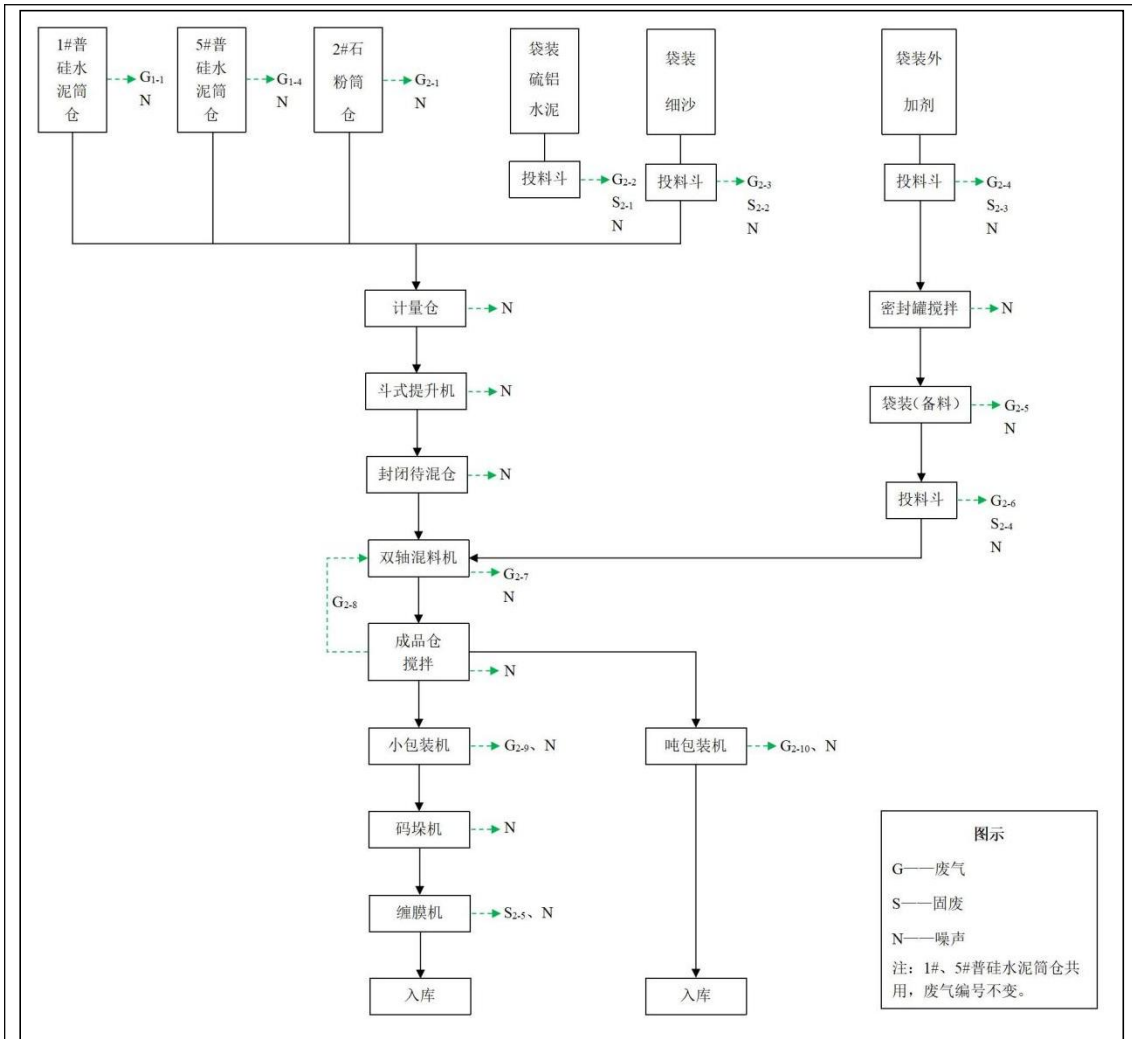 1#普
硅水
泥筒
仓
G1-1
N
5#普
硅水
泥筒仓
G1-4
N
2#石
粉筒
仓
G2-1
N
袋装
硫铝
水泥
袋装
细沙
袋装外
加剂
投料斗
G2-2
S2-1
N
投料斗
G2-3
S2-2
N
投料斗
G2-4
S2-3
N
计量仓
N
密封罐搅拌
N
斗式提升机
N
袋装(备料)
G2-5
N
封闭待混仓
N
投料斗
G2-6
S2-4
N
双轴混料机
G2-7
N
G2-8
成品仓
搅拌
N
小包装机
G2-9、N
吨包装机
G2-10、N
码垛机
N
缠膜机
S2-5、N
入库
入库
图示
G——废气
S——固废
N——噪声
注：1#、5#普硅水泥筒仓共
用，废气编号不变。